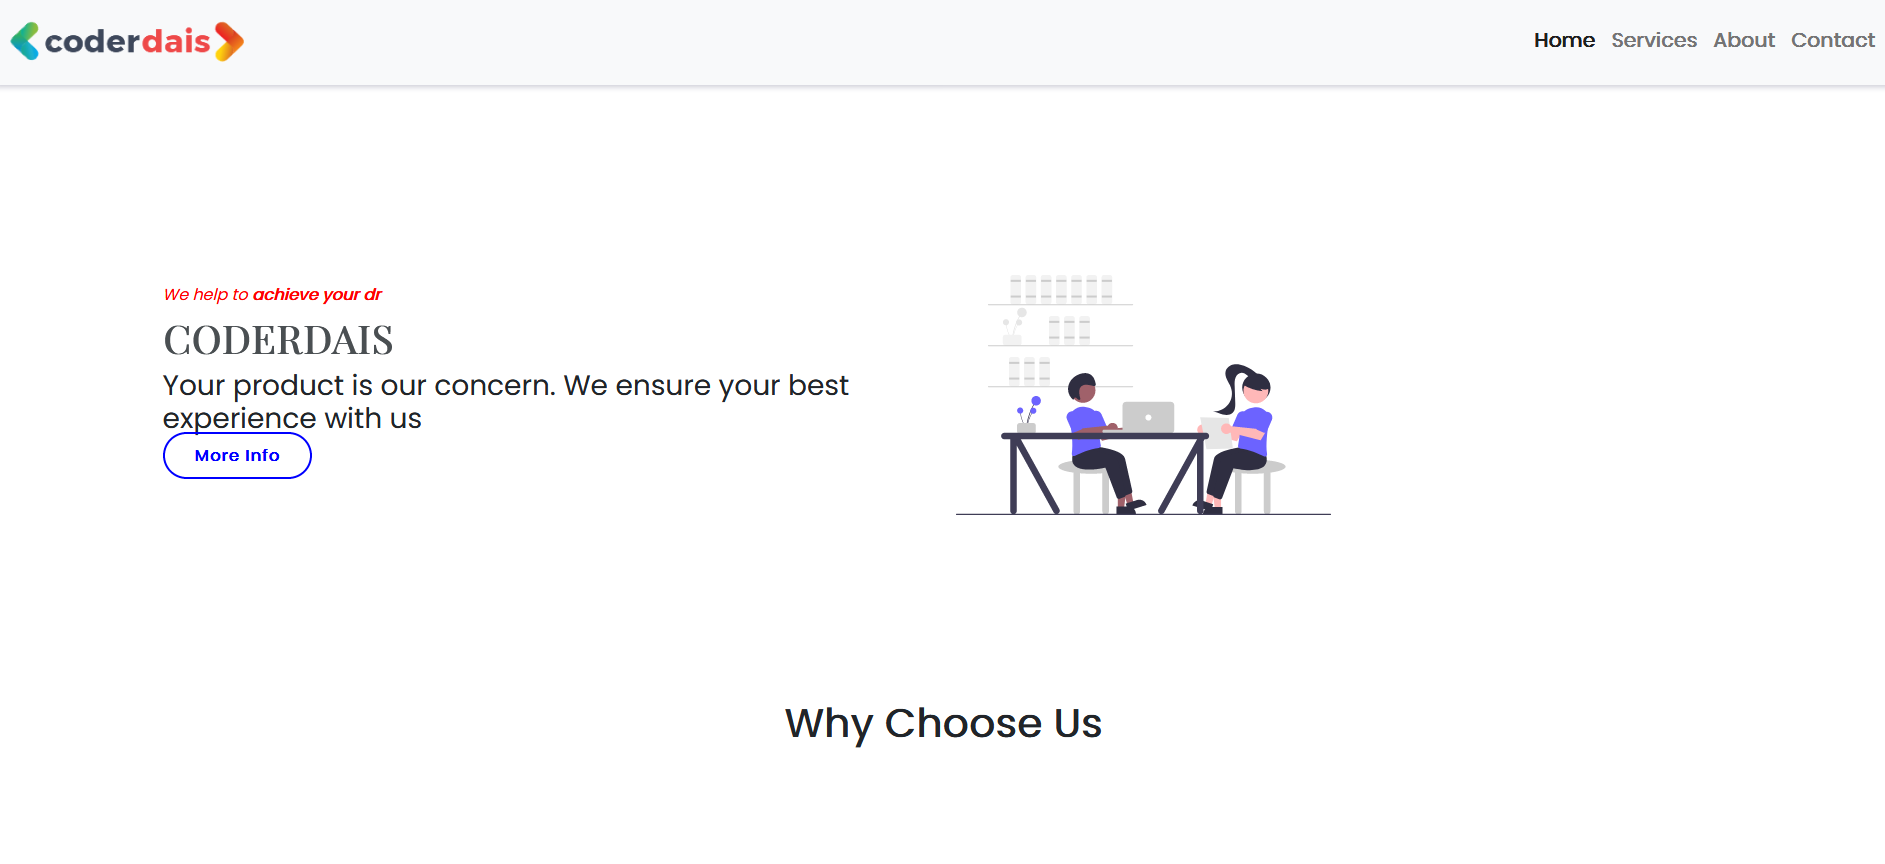 coderdais
Home Services About Contact
We help to achieve your dr
CODERDAIS
Your product is our concern. We ensure your best
experience with us
More Info
Why Choose Us